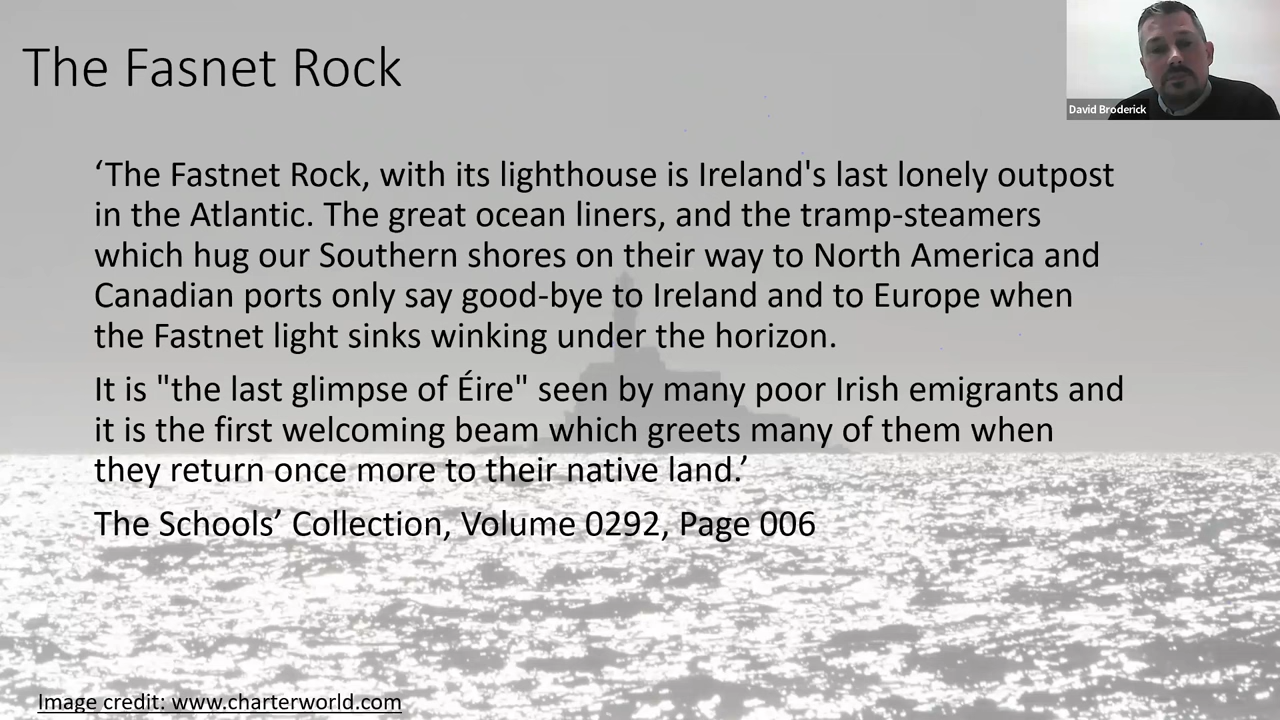 The Fasnet Rock
David Broderick
‘The Fastnet Rock, with its lighthouse is Ireland's last lonely outpost
in the Atlantic. The great ocean liners, and the tramp-steamers
which hug our Southern shores on their way to North America and
Canadian ports only say good-bye to Ireland and to Europe when
the Fastnet light sinks winking under the horizon.
It is "the last glimpse of Éire" seen by many poor Irish emigrants and
it is the first welcoming beam which greets many of them when
they return once more to their native land.’
The Schools’ Collection, Volume 0292, Page 006
Image credit: www.charterworld.com